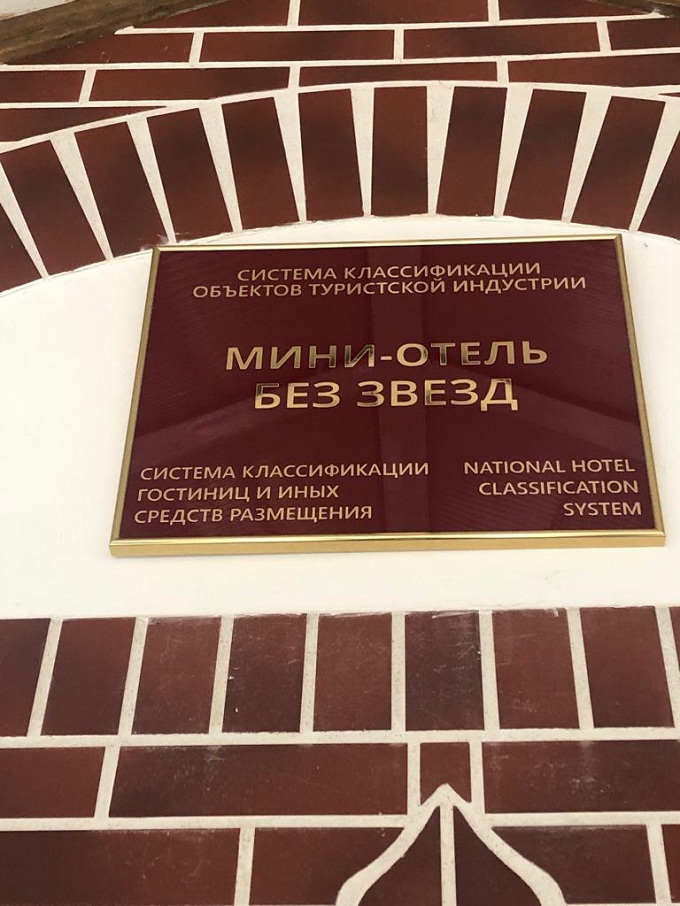 СИСТЕМА КЛАССИФИКАЦИИ
ОБЪЕКТОВ ТУРИСТСКОЙ ИНДУСТРИИ
МИНИ-ОТЕЛЬ
БЕЗ ЗВЕЗД
СИСТЕМА КЛАССИФИКАЦИИ
ГОСТИНИЦ И ИНЫХ
СРЕДСТВ РАЗМЕЩЕНИЯ
NATIONAL HOTEL
CLASSIFICATION
SYSTEM